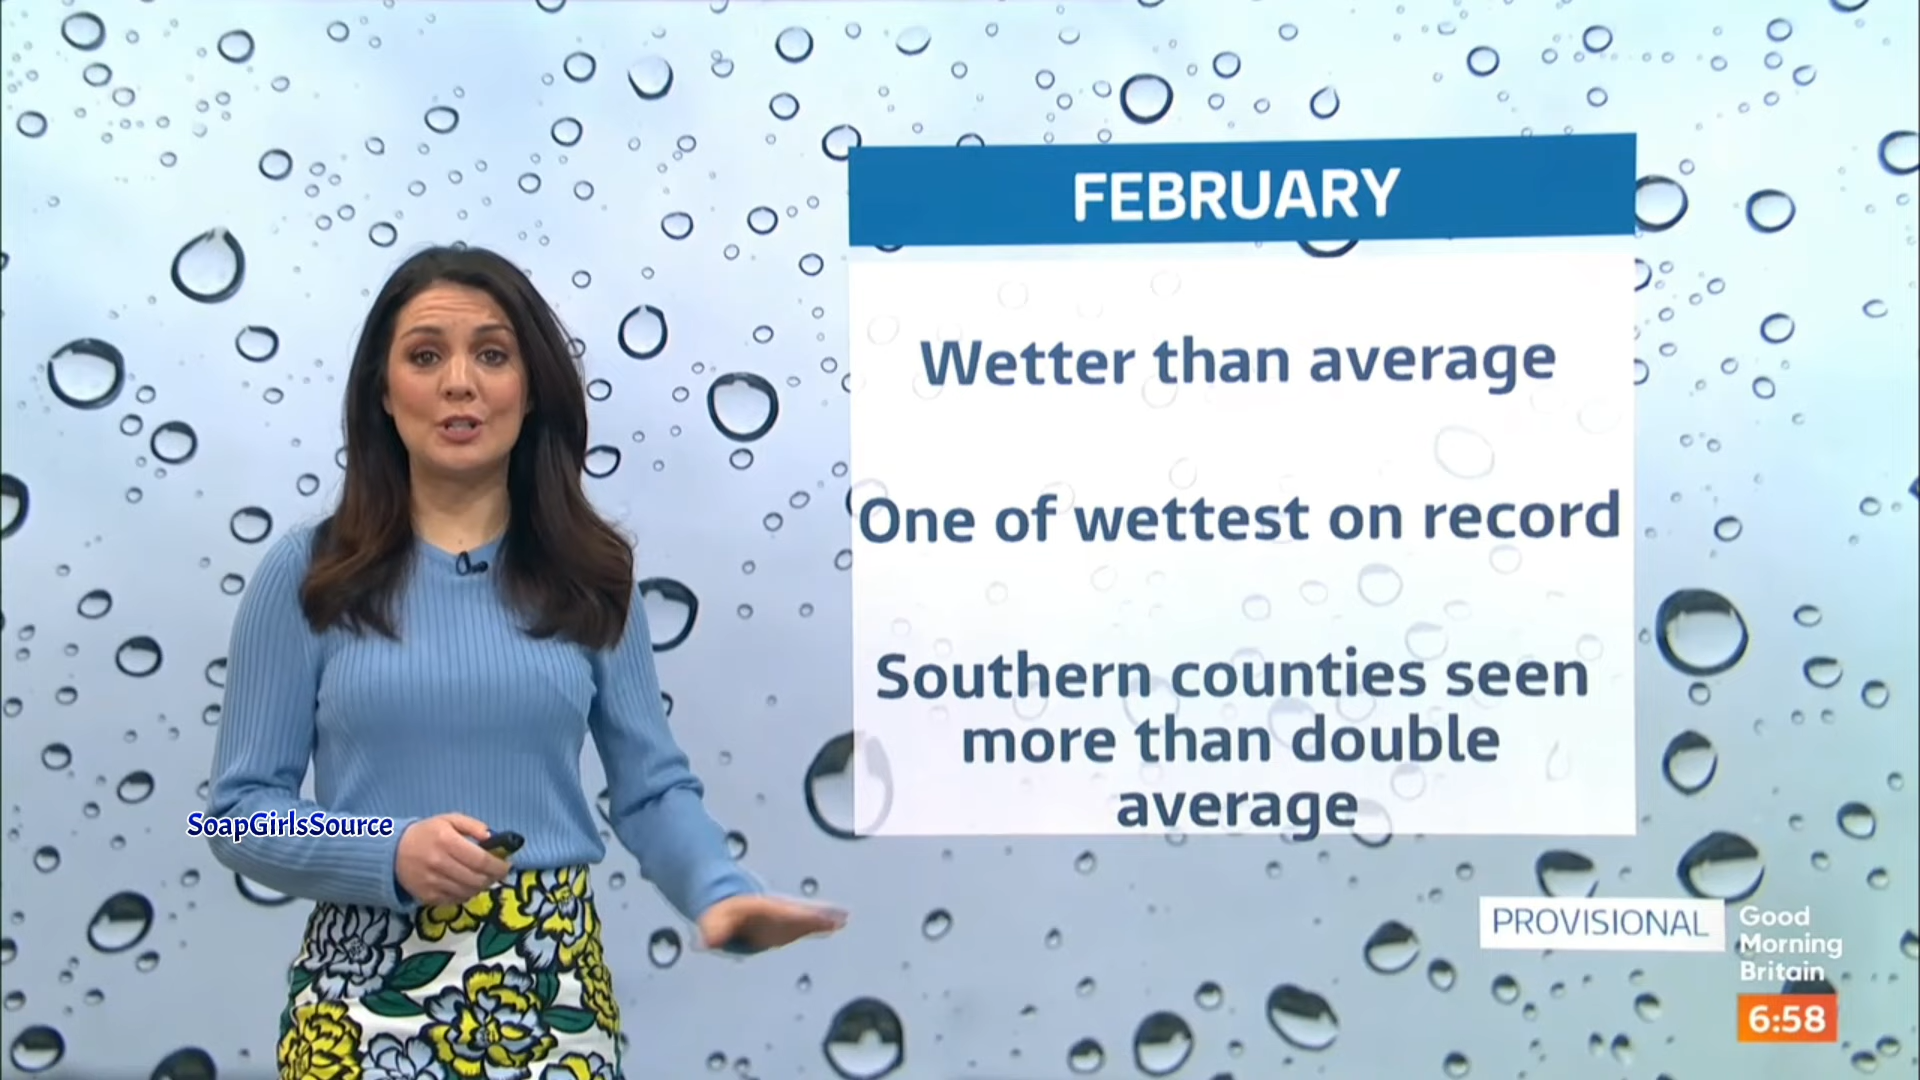 FEBRUARY
Wetter than average
One of wettest on record
Southern counties seen
more than double
average
SoapGirlsSource
PROVISIONAL
Good
Morning
Britain
6:58